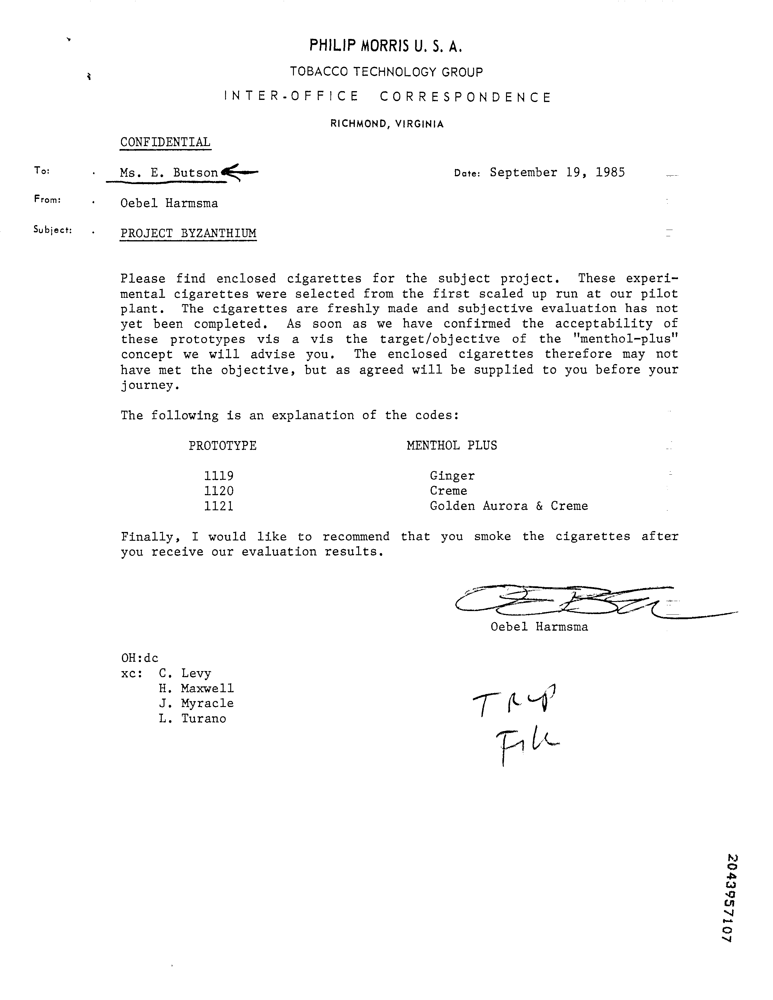 PHILIP MORRIS U. S. A.
TOBACCO TECHNOLOGY GROUP
INTER-OFFICE CORRESPONDENCE
RICHMOND, VIRGINIA
CONFIDENTIAL
To: Ms. E. Butson Date: September 19, 1985
From: Oebel Harmsma
Subject: PROJECT BYZANTHIUM
Please find enclosed cigarettes for the subject project. These experi-
mental cigarettes were selected from the first scaled up run at our pilot
plant. The cigarettes are freshly made and subjective evaluation has not
yet been completed. As soon as we have confirmed the acceptability of
these prototypes vis a vis the target/objective of the "menthol-plus"
concept we will advise you. The enclosed cigarettes therefore may not
have met the objective, but as agreed will be supplied to you before your
journey.
The following is an explanation of the codes:
PROTOTYPE MENTHOL PLUS
1119 Ginger
1120 Creme
1121 Golden Aurora & Creme
Finally, I would like to recommend that you smoke the cigarettes after
you receive our evaluation results.
Oebel Harmsma
OH:dc
xc: C. Levy
H. Maxwell
J. Myracle
L. Turano
File
2043957107